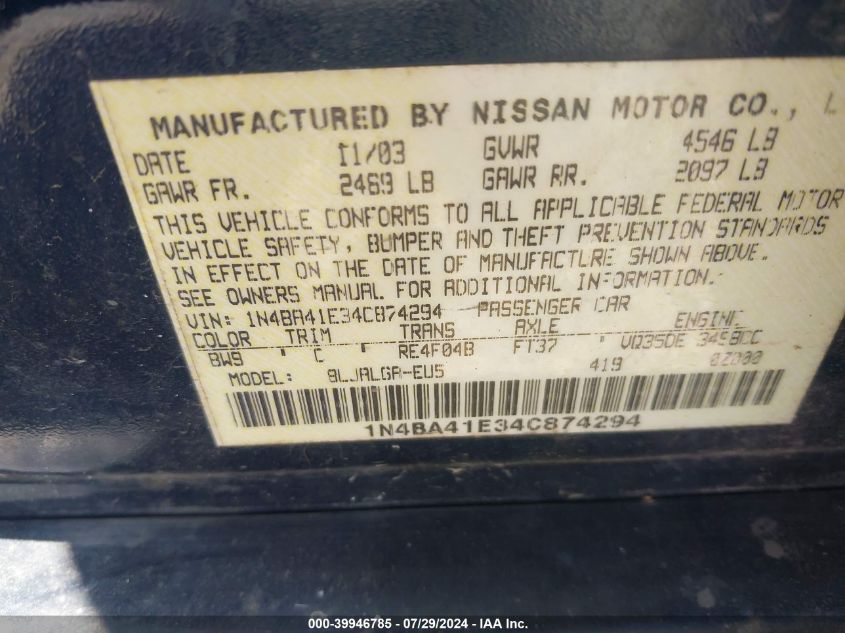 MANUFACTURED BY NISSAN MOTOR CO., L
DATE 11/03 GVWR 4546 LB
GAWR FR. 2469 LB GAWR RR. 2097 LB
THIS VEHICLE CONFORMS TO ALL APPLICABLE FEDERAL MOTOR
VEHICLE SAFETY, BUMPER AND THEFT PREVENTION STANDARDS
IN EFFECT ON THE DATE OF MANUFACTURE SHOWN ABOVE.
SEE OWNERS MANUAL FOR ADDITIONAL INFORMATION.
VIN: 1N4BA41E34C874294 PASSENGER CAR
COLOR TRIM TRANS AXLE ENGINE
BW9 ' C ' RE4F04B FT37 ' VQ35DE 3498CC
MODEL: 419
1N4BA41E34C874294
000-39946785 - 07/29/2024 - IAA Inc.